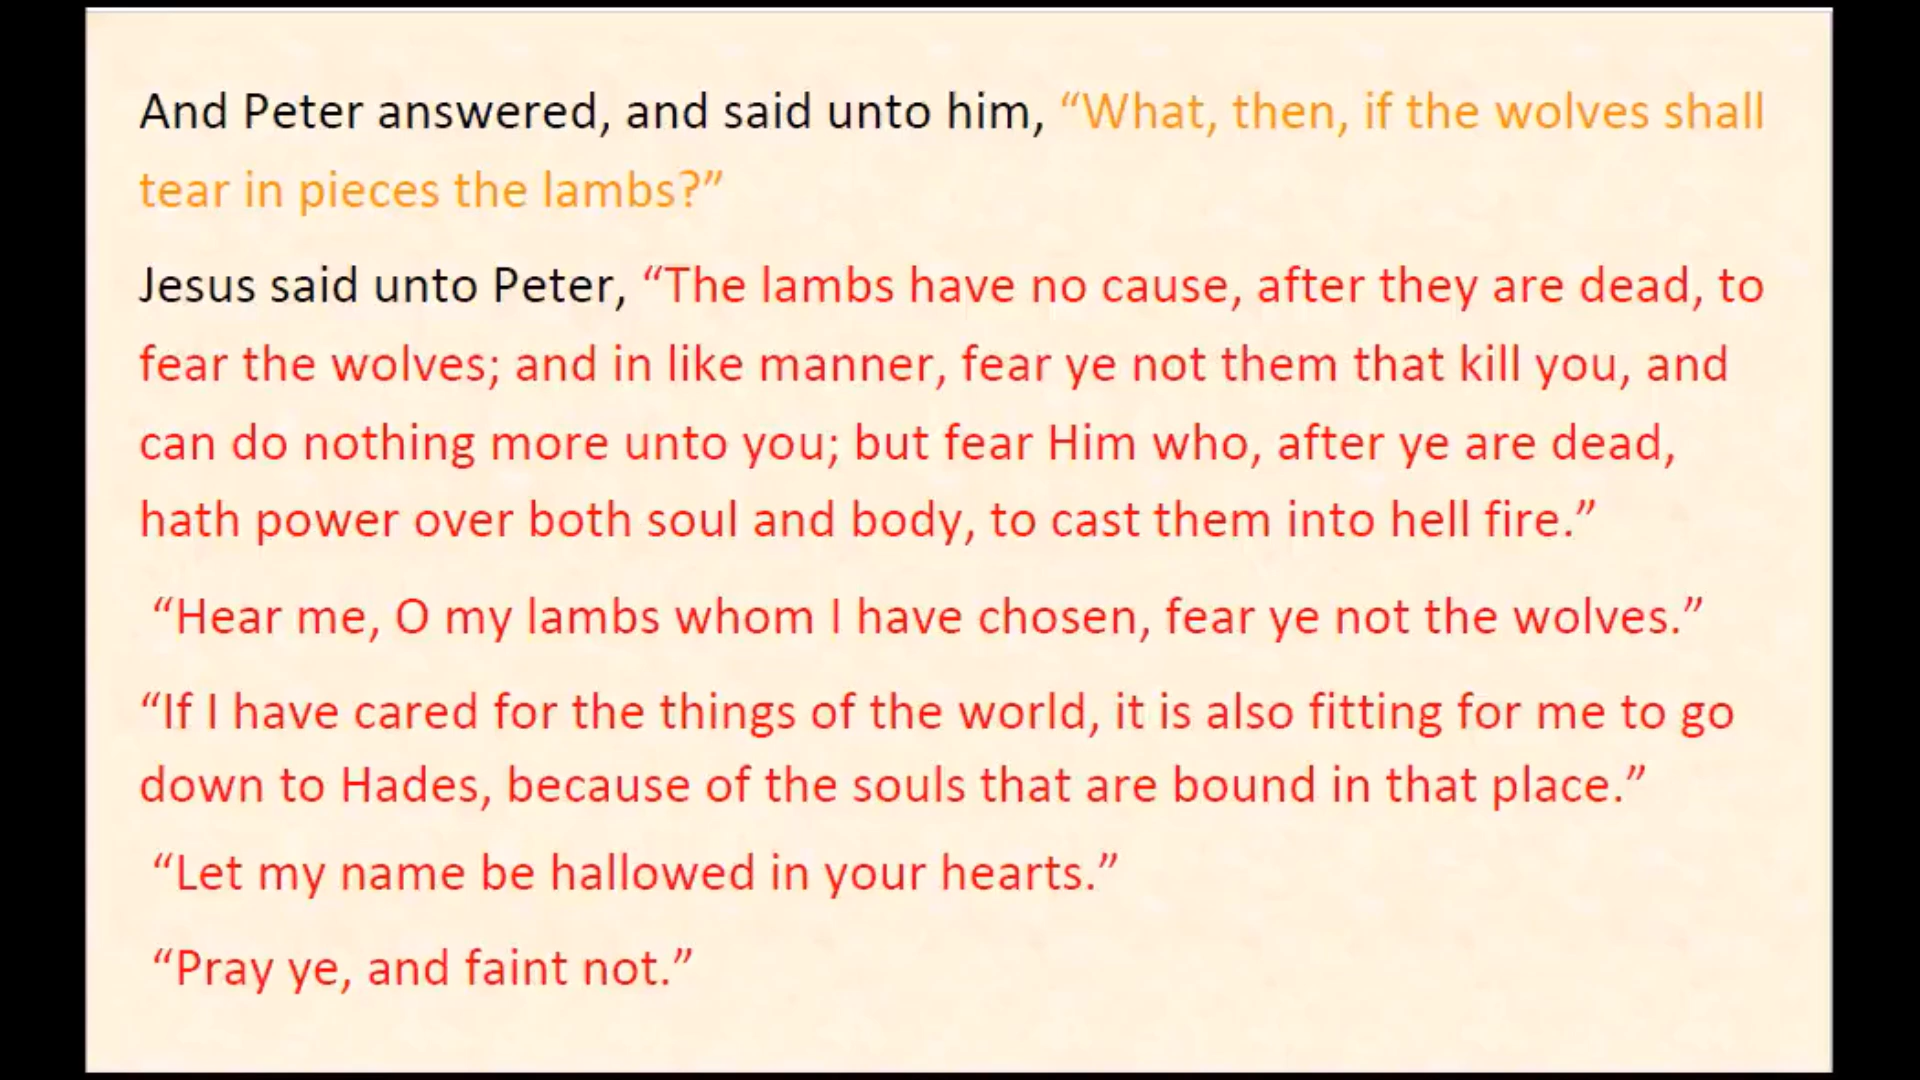 And Peter answered, and said unto him, “What, then, if the wolves shall
tear in pieces the lambs?”
Jesus said unto Peter, “The lambs have no cause, after they are dead, to
fear the wolves; and in like manner, fear ye not them that kill you, and
can do nothing more unto you; but fear Him who, after ye are dead,
hath power over both soul and body, to cast them into hell fire.”
“Hear me, O my lambs whom I have chosen, fear ye not the wolves.”
“If I have cared for the things of the world, it is also fitting for me to go
down to Hades, because of the souls that are bound in that place.”
“Let my name be hallowed in your hearts.”
“Pray ye, and faint not.”